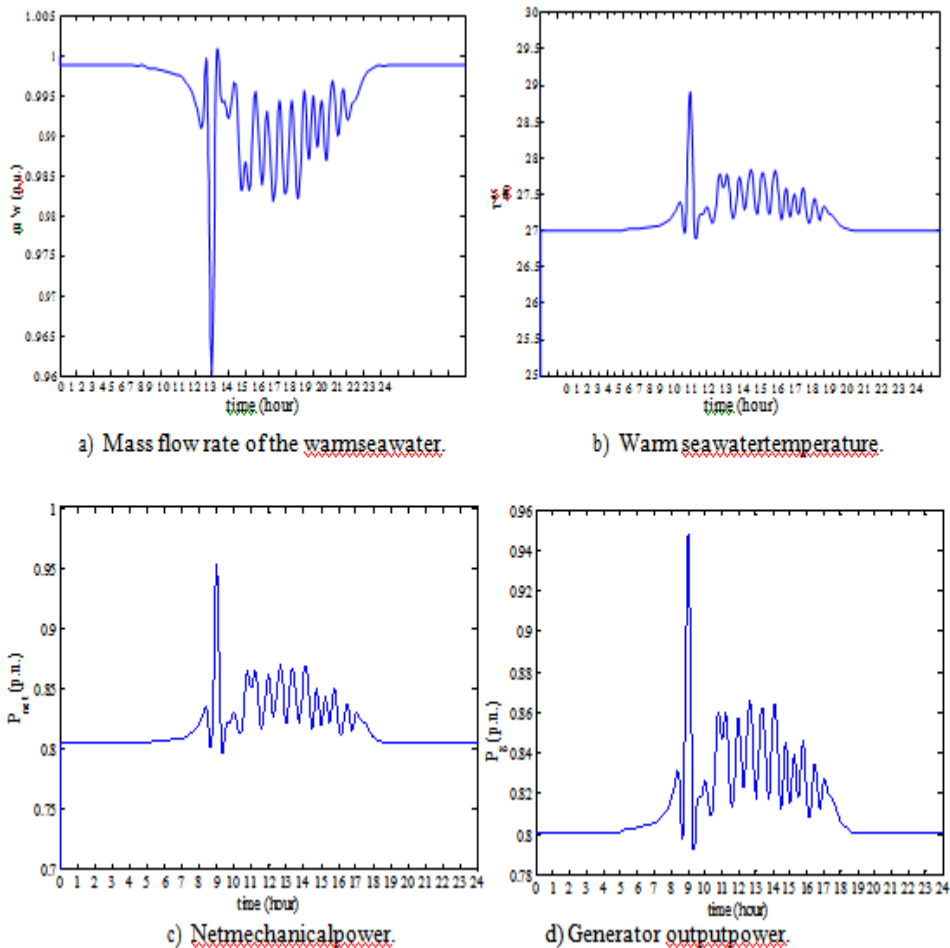 1.005
1
0.995
0.99
0.985
0.98
0.975
0.97
0.965
0.96
0 1 2 3 4 5 6 7 8 9 10 11 12 13 14 15 16 17 18 19 20 21 22 23 24
time (hour)
a) Mass flow rate of the warmseawater.
30
29.5
29
28.5
28
27.5
27
26.5
26
25.5
25
0 1 2 3 4 5 6 7 8 9 10 11 12 13 14 15 16 17 18 19 20 21 22 23 24
time (hour)
b) Warm seawatertemperature.
1
0.95
0.9
0.85
0.8
0.75
0.7
P net (p.u.)
0 1 2 3 4 5 6 7 8 9 10 11 12 13 14 15 16 17 18 19 20 21 22 23 24
time (hour)
c) Netmechanicalpower.
0.96
0.94
0.92
0.9
0.88
0.86
0.84
0.82
0.8
0.78
P g (p.u.)
0 1 2 3 4 5 6 7 8 9 10 11 12 13 14 15 16 17 18 19 20 21 22 23 24
time (hour)
d) Generator outputpower.